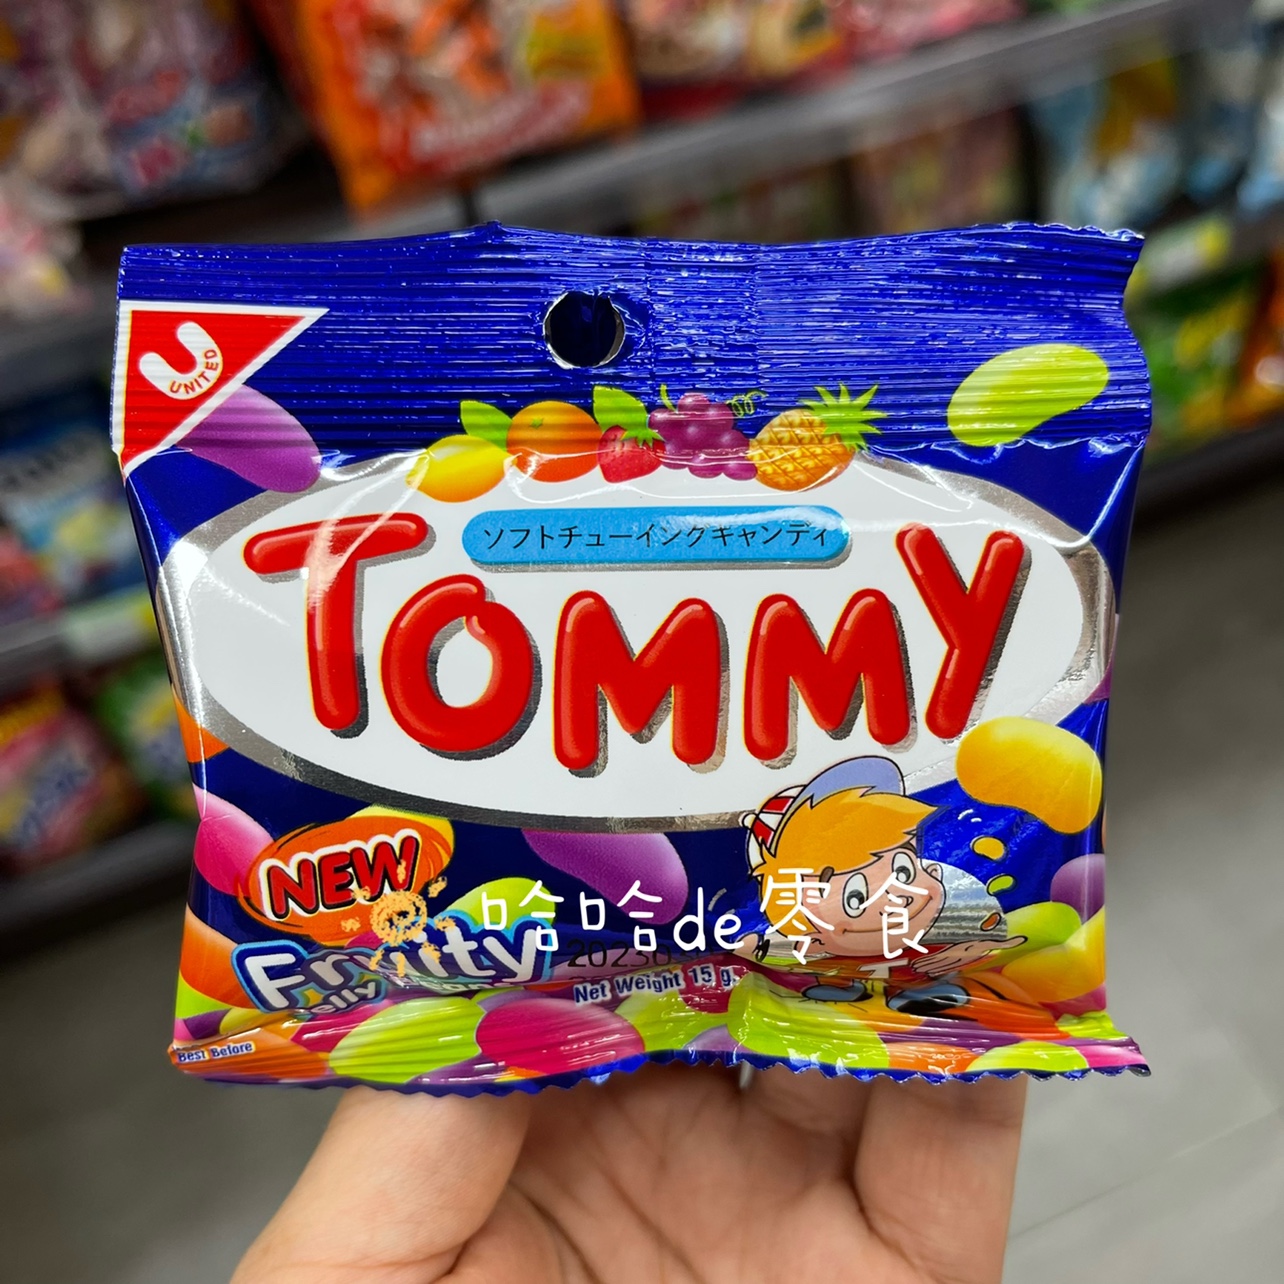 U
UNITED
ソフトチューイングキャンディ
TOMMY
NEW
Fruity
哈哈de零食
Net Weight 15 g.
Best Before